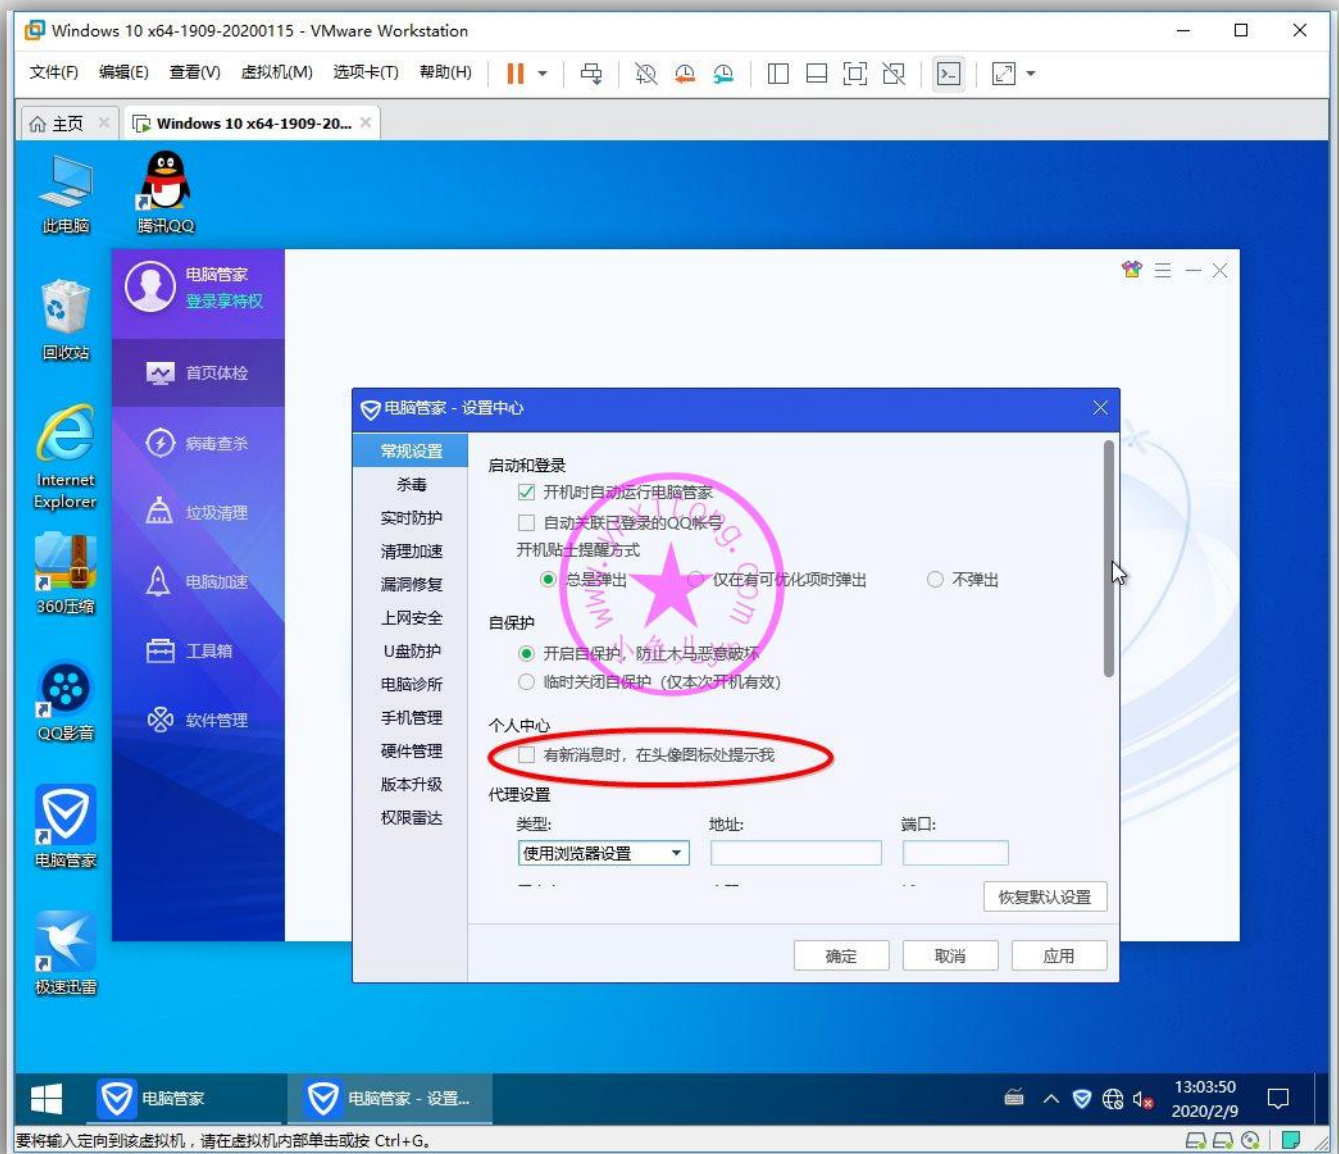 Windows 10 x64-1909-20200115 - VMware Workstation
文件(F) 编辑(E) 查看(V) 虚拟机(M) 选项卡(T) 帮助(H)
主页 Windows 10 x64-1909-20...
此电脑
腾讯QQ
回收站
Internet Explorer
360压缩
QQ影音
电脑管家
极速迅雷
电脑管家
登录享特权
首页体检
病毒查杀
垃圾清理
电脑加速
工具箱
软件管理
电脑管家 - 设置中心
常规设置
杀毒
实时防护
清理加速
漏洞修复
上网安全
U盘防护
电脑诊所
手机管理
硬件管理
版本升级
权限雷达
启动和登录
开机时自动运行电脑管家
自动关联已登录的QQ帐号
开机贴士提醒方式
总是弹出 仅在有可优化项时弹出 不弹出
自保护
开启自保护，防止木马恶意破坏
临时关闭自保护（仅本次开机有效）
个人中心
有新消息时，在头像图标处提示我
代理设置
类型: 地址: 端口:
使用浏览器设置
恢复默认设置
确定 取消 应用
小鱼儿yr
电脑管家 电脑管家 - 设置...
13:03:50
2020/2/9
要将输入定向到该虚拟机，请在虚拟机内部单击或按 Ctrl+G。